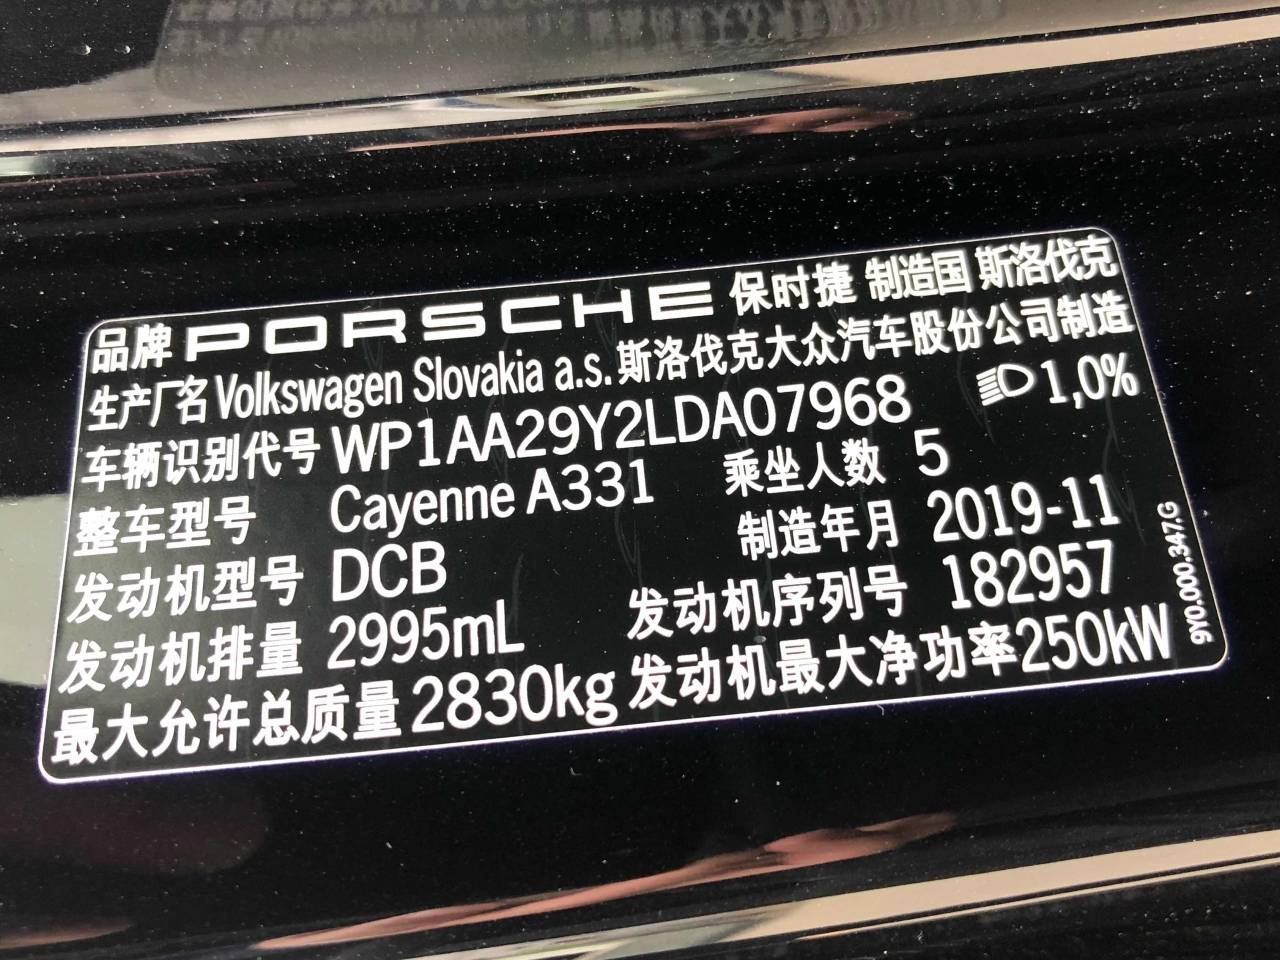 品牌 PORSCHE 保时捷 制造国 斯洛伐克
生产厂名 Volkswagen Slovakia a.s. 斯洛伐克大众汽车股份公司制造
车辆识别代号 WP1AA29Y2LDA07968 1,0%
整车型号 Cayenne A331 乘坐人数 5
发动机型号 DCB 制造年月 2019-11
发动机排量 2995mL 发动机序列号 182957
最大允许总质量 2830kg 发动机最大净功率 250kW
9Y0.000.347.G